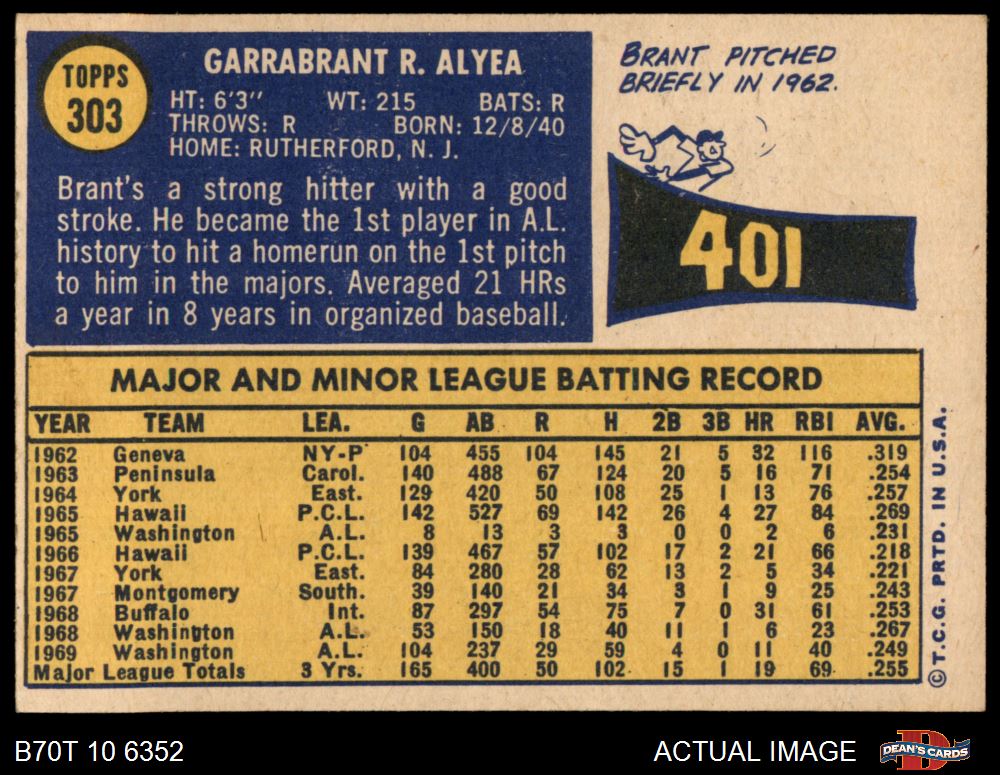 TOPPS
303
GARRABRANT R. ALYEA
HT: 6'3" WT: 215 BATS: R
THROWS: R BORN: 12/8/40
HOME: RUTHERFORD, N. J.
Brant's a strong hitter with a good
stroke. He became the 1st player in A.L.
history to hit a homerun on the 1st pitch
to him in the majors. Averaged 21 HRs
a year in 8 years in organized baseball.
BRANT PITCHED
BRIEFLY IN 1962.
401
MAJOR AND MINOR LEAGUE BATTING RECORD
YEAR TEAM LEA. G AB R H 2B 3B HR RBI AVG.
1962 Geneva NY-P 104 455 104 145 21 5 32 116 .319
1963 Peninsula Carol. 140 488 67 124 20 5 16 71 .254
1964 York East. 129 420 50 108 25 1 13 76 .257
1965 Hawaii P.C.L. 142 527 69 142 26 4 27 84 .269
1965 Washington A.L. 8 13 3 3 0 0 2 6 .231
1966 Hawaii P.C.L. 139 467 57 102 17 2 21 66 .218
1967 York East. 84 280 28 62 13 2 5 34 .221
1967 Montgomery South. 39 140 21 34 3 1 9 25 .243
1968 Buffalo Int. 87 297 54 75 7 0 31 61 .253
1968 Washington A.L. 53 150 18 40 11 1 6 23 .267
1969 Washington A.L. 104 237 29 59 4 0 11 40 .249
Major League Totals 3 Yrs. 165 400 50 102 15 1 19 69 .255
© T.C.G. PRTD. IN U.S.A.
B70T 10 6352
ACTUAL IMAGE
DEAN'S CARDS